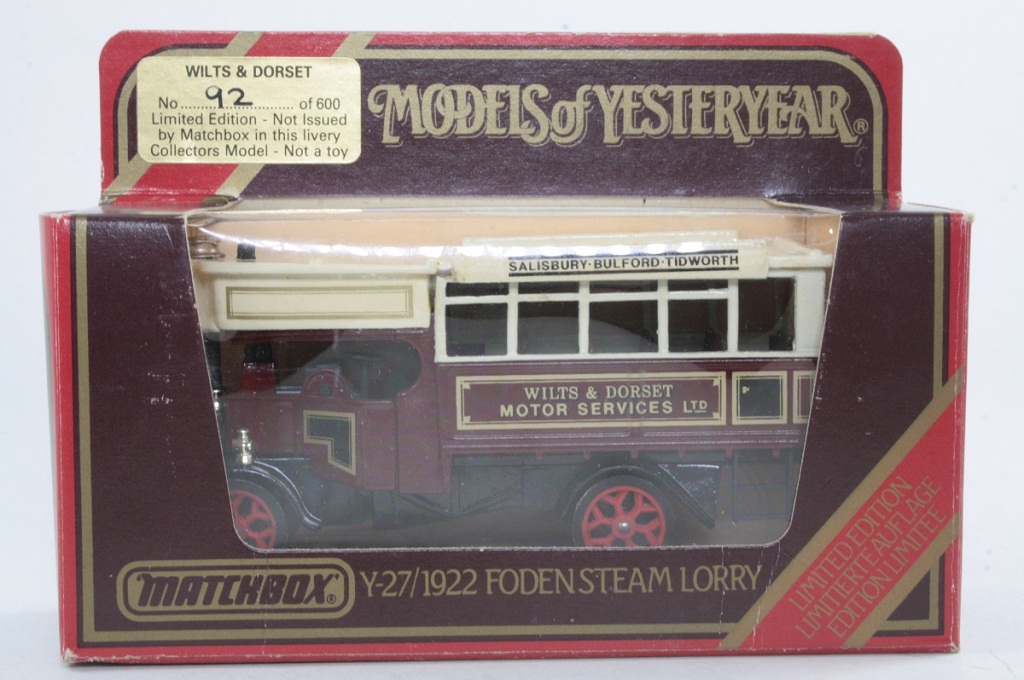 WILTS & DORSET
No...92............ of 600
Limited Edition - Not Issued
by Matchbox in this livery
Collectors Model - Not a toy
MODELS of YESTERYEAR®
SALISBURY·BULFORD·TIDWORTH
WILTS & DORSET
MOTOR SERVICES LTD
MATCHBOX®
Y-27/1922 FODEN STEAM LORRY
LIMITED EDITION
LIMITIERTE AUFLAGE
EDITION LIMITÉE